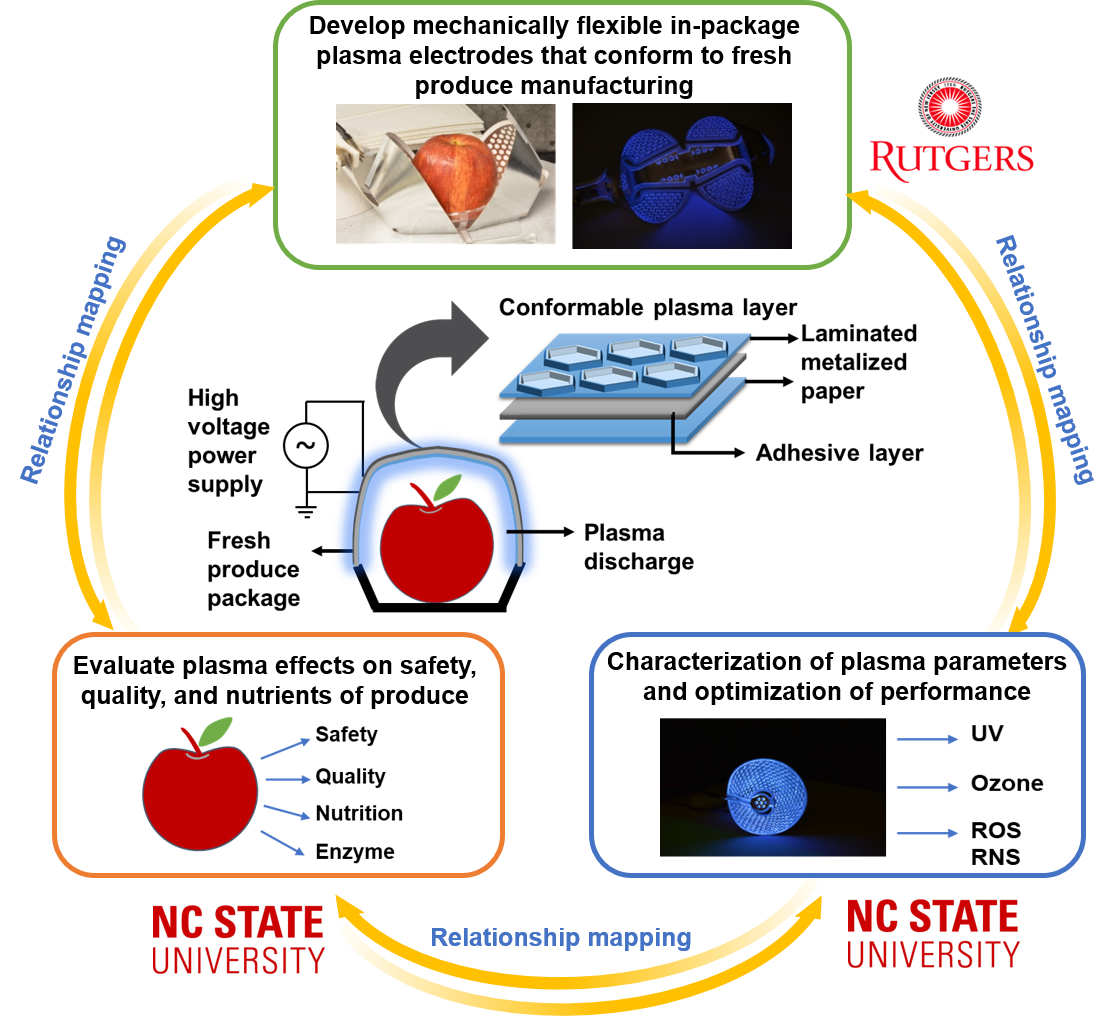 Develop mechanically flexible in-package
plasma electrodes that conform to fresh
produce manufacturing
RUTGERS
Relationship mapping
Relationship mapping
Conformable plasma layer
Laminated
metalized
paper
Adhesive layer
High
voltage
power
supply
~
Fresh
produce
package
Plasma
discharge
Evaluate plasma effects on safety,
quality, and nutrients of produce
Safety
Quality
Nutrition
Enzyme
Characterization of plasma parameters
and optimization of performance
UV
Ozone
ROS
RNS
NC STATE
UNIVERSITY
Relationship mapping
NC STATE
UNIVERSITY